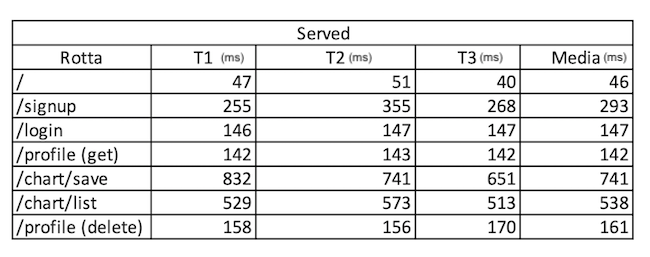 Served
Rotta T1 (ms) T2 (ms) T3 (ms) Media (ms)
/ 47 51 40 46
/signup 255 355 268 293
/login 146 147 147 147
/profile (get) 142 143 142 142
/chart/save 832 741 651 741
/chart/list 529 573 513 538
/profile (delete) 158 156 170 161